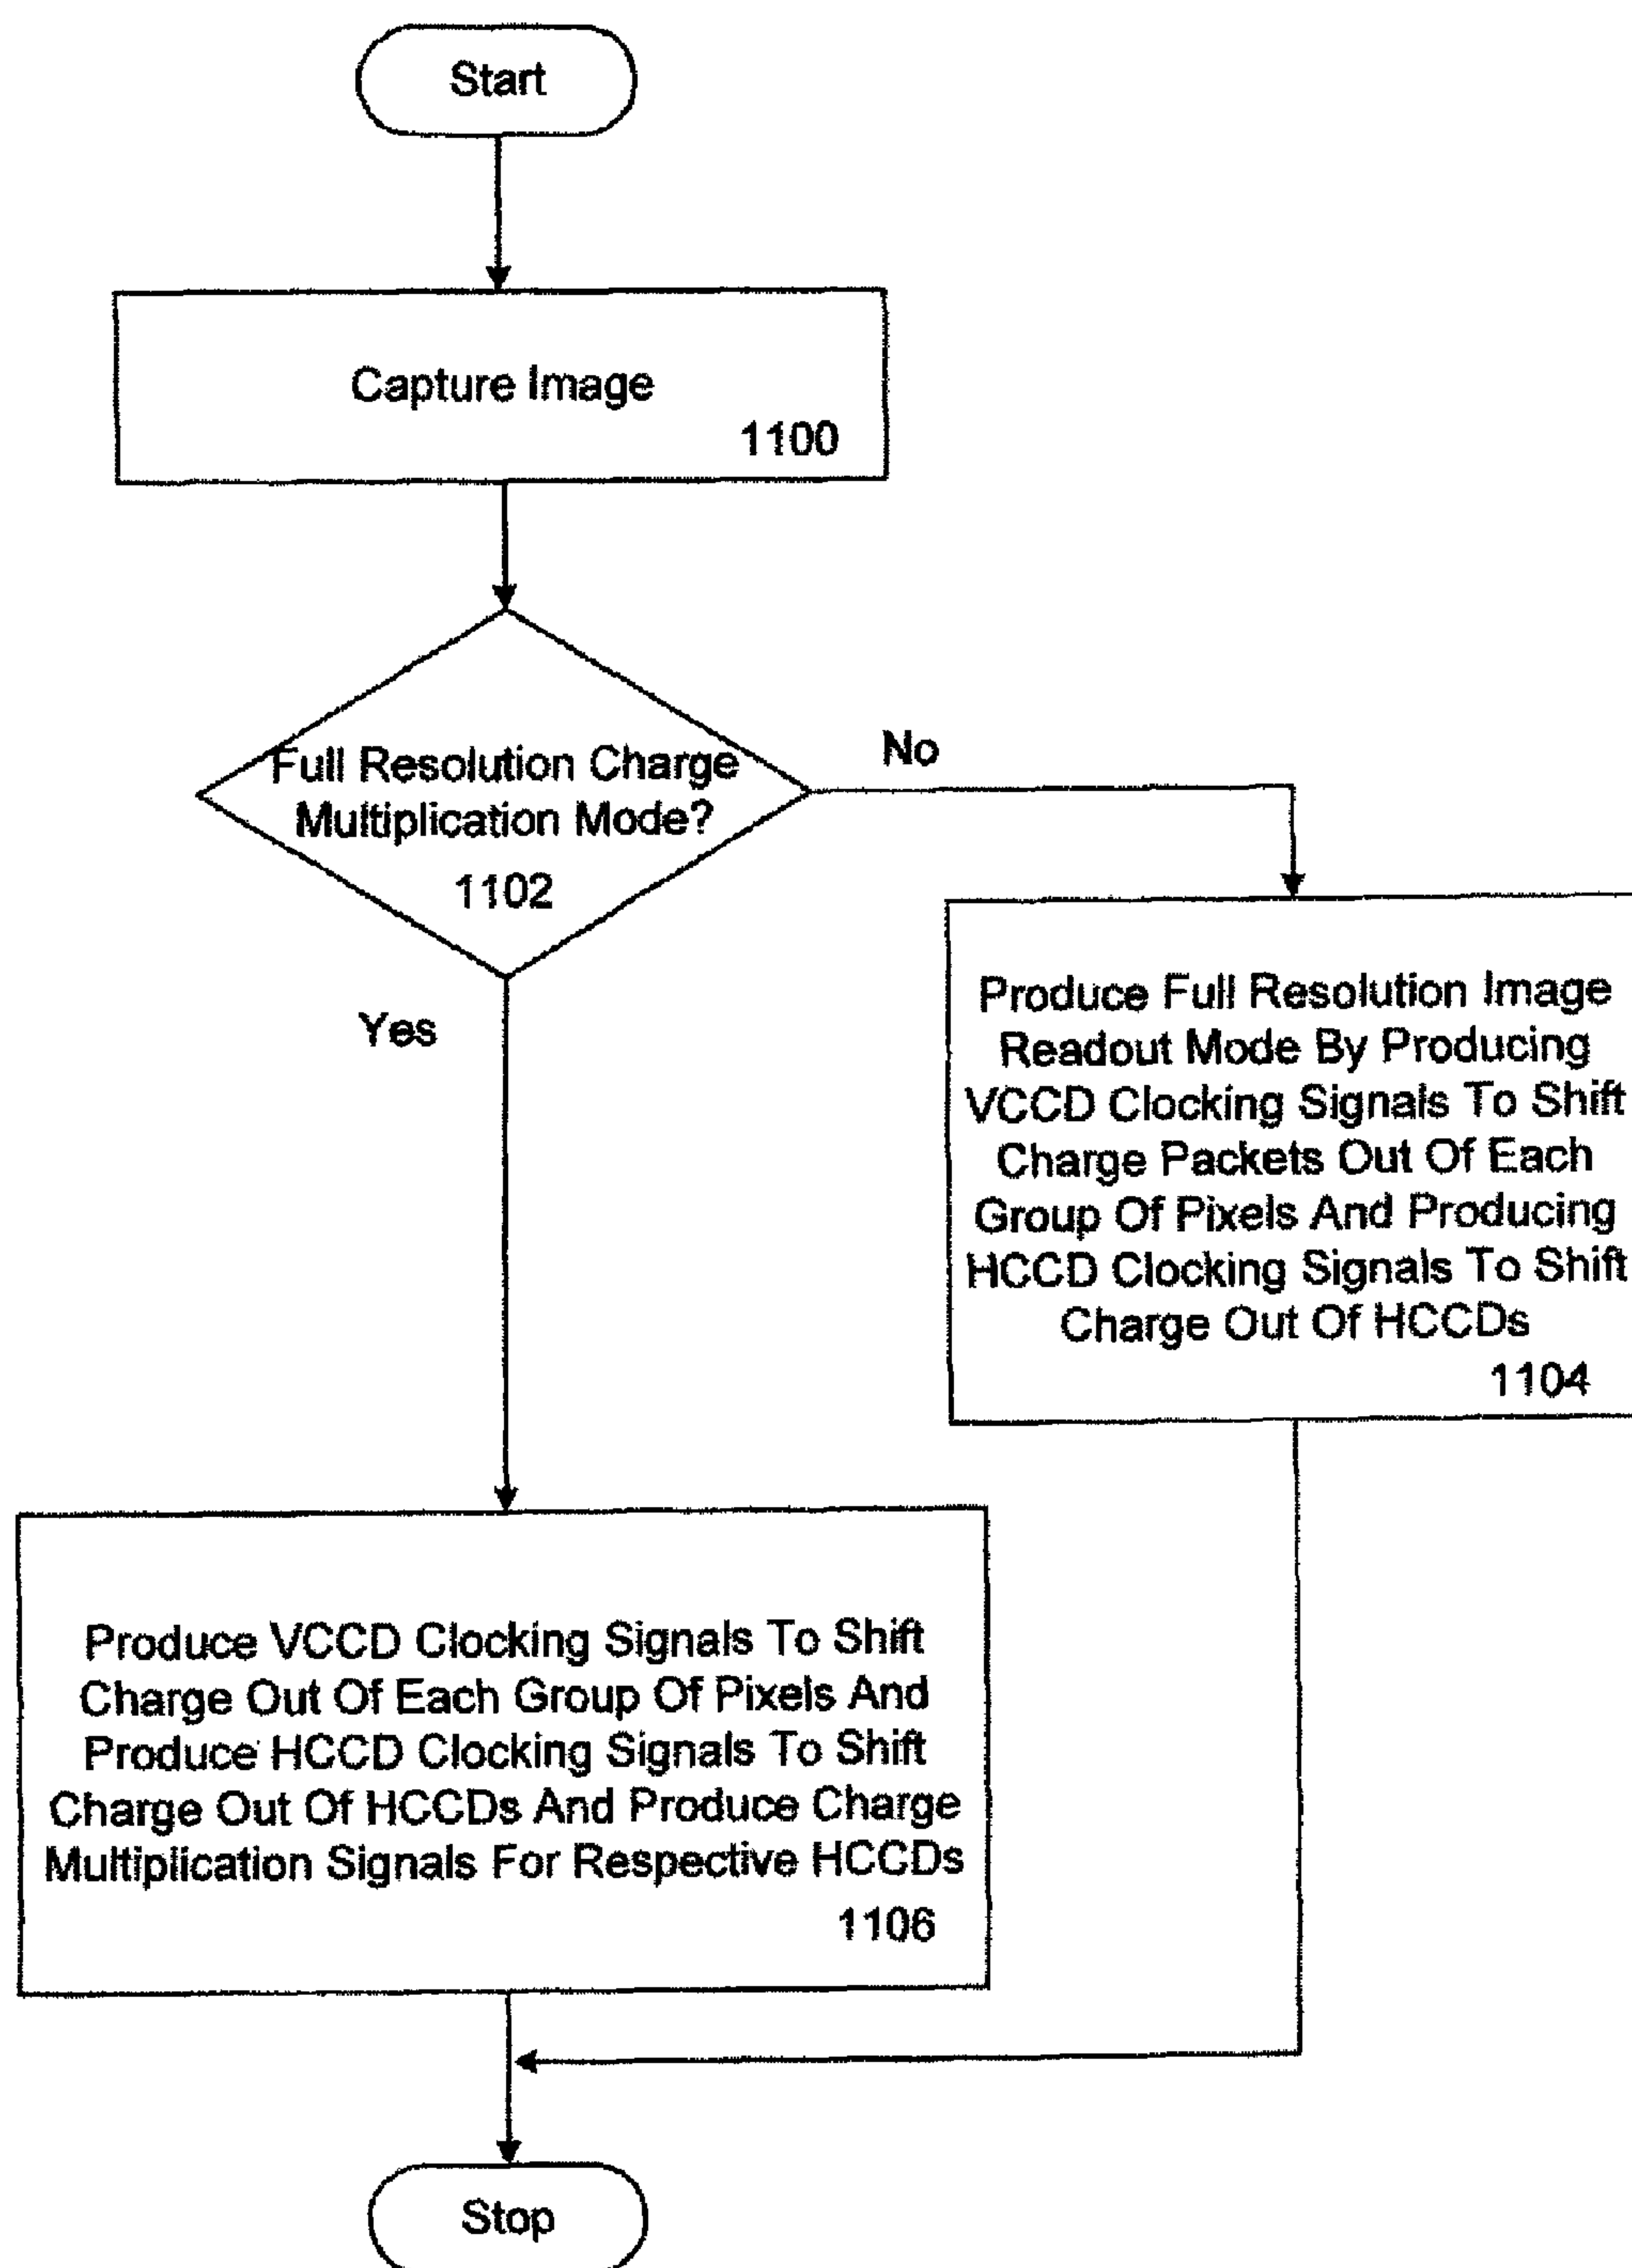 Start
Capture Image
1100
Full Resolution Charge
Multiplication Mode?
1102
No
Yes
Produce Full Resolution Image
Readout Mode By Producing
VCCD Clocking Signals To Shift
Charge Packets Out Of Each
Group Of Pixels And Producing
HCCD Clocking Signals To Shift
Charge Out Of HCCDs
1104
Produce VCCD Clocking Signals To Shift
Charge Out Of Each Group Of Pixels And
Produce HCCD Clocking Signals To Shift
Charge Out Of HCCDs And Produce Charge
Multiplication Signals For Respective HCCDs
1106
Stop